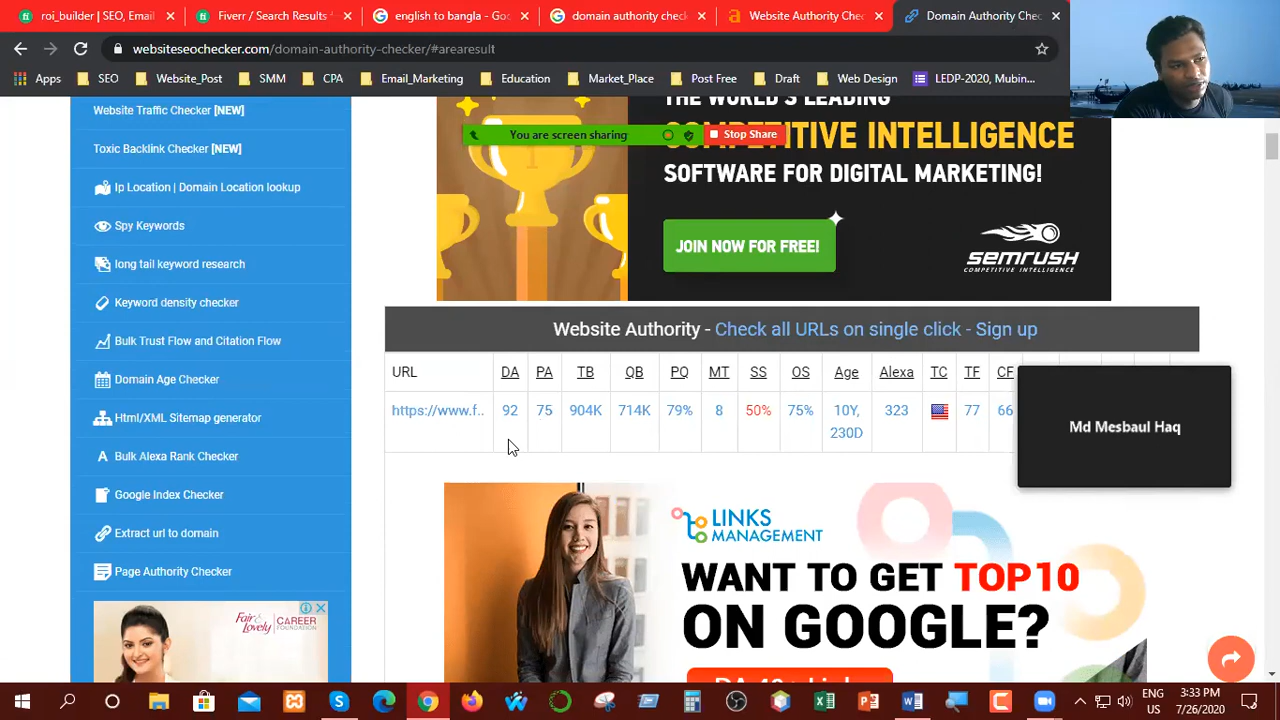 roi_builder | SEO, Email
Fiverr / Search Results
english to bangla - Go
domain authority check
Website Authority Chec
Domain Authority Chec
websiteseochecker.com/domain-authority-checker/#arearesult
Apps
SEO
Website_Post
SMM
CPA
Email_Marketing
Education
Market_Place
Post Free
Draft
Web Design
LEDP-2020, Mubin...
Website Traffic Checker [NEW]
Toxic Backlink Checker [NEW]
Ip Location | Domain Location lookup
Spy Keywords
long tail keyword research
Keyword density checker
Bulk Trust Flow and Citation Flow
Domain Age Checker
Html/XML Sitemap generator
Bulk Alexa Rank Checker
Google Index Checker
Extract url to domain
Page Authority Checker
Fair & Lovely CAREER
FOUNDATION
THE WORLD'S LEADING
You are screen sharing
Stop Share
COMPETITIVE INTELLIGENCE
SOFTWARE FOR DIGITAL MARKETING!
JOIN NOW FOR FREE!
SEMRUSH
COMPETITIVE INTELLIGENCE
Website Authority - Check all URLs on single click - Sign up
URL DA PA TB QB PQ MT SS OS Age Alexa TC TF CF
https://www.f.. 92 75 904K 714K 79% 8 50% 75% 10Y, 323 77 66
230D
Md Mesbaul Haq
LINKS
MANAGEMENT
WANT TO GET TOP10
ON GOOGLE?
ENG
US
3:33 PM
7/26/2020